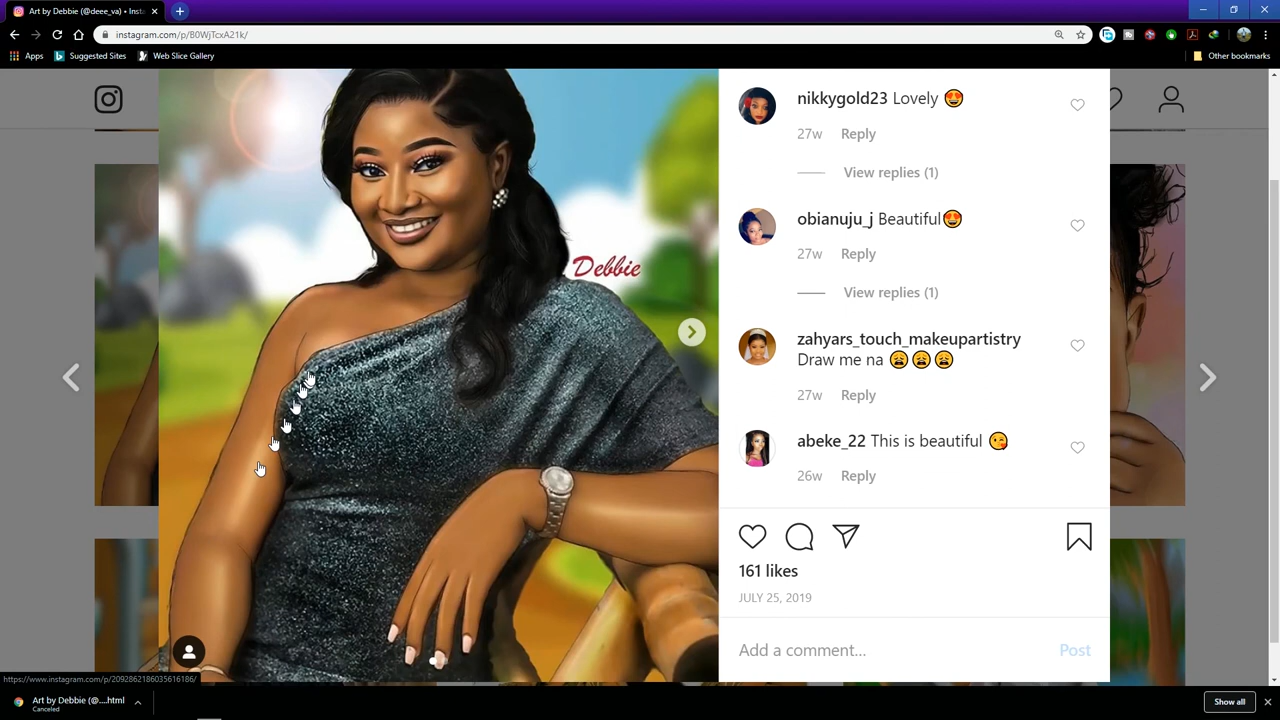 Art by Debbie (@deee_va) • Insta
instagram.com/p/B0WjTcxA21k/
Apps
Suggested Sites
Web Slice Gallery
Other bookmarks
nikkygold23 Lovely 😍
27w Reply
View replies (1)
obianuju_j Beautiful😍
27w Reply
View replies (1)
zahyars_touch_makeupartistry
Draw me na 😩😩😩
27w Reply
abeke_22 This is beautiful 😘
26w Reply
Debbie
161 likes
JULY 25, 2019
Add a comment... Post
https://www.instagram.com/p/2092862186035616186/
Art by Debbie (@....html
Canceled
Show all